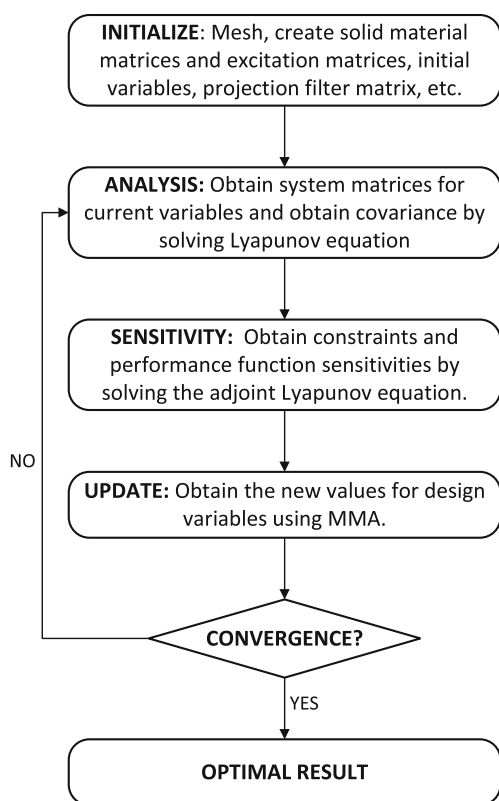 INITIALIZE: Mesh, create solid material
matrices and excitation matrices, initial
variables, projection filter matrix, etc.
ANALYSIS: Obtain system matrices for
current variables and obtain covariance by
solving Lyapunov equation
SENSITIVITY: Obtain constraints and
performance function sensitivities by
solving the adjoint Lyapunov equation.
NO
UPDATE: Obtain the new values for design
variables using MMA.
CONVERGENCE?
YES
OPTIMAL RESULT